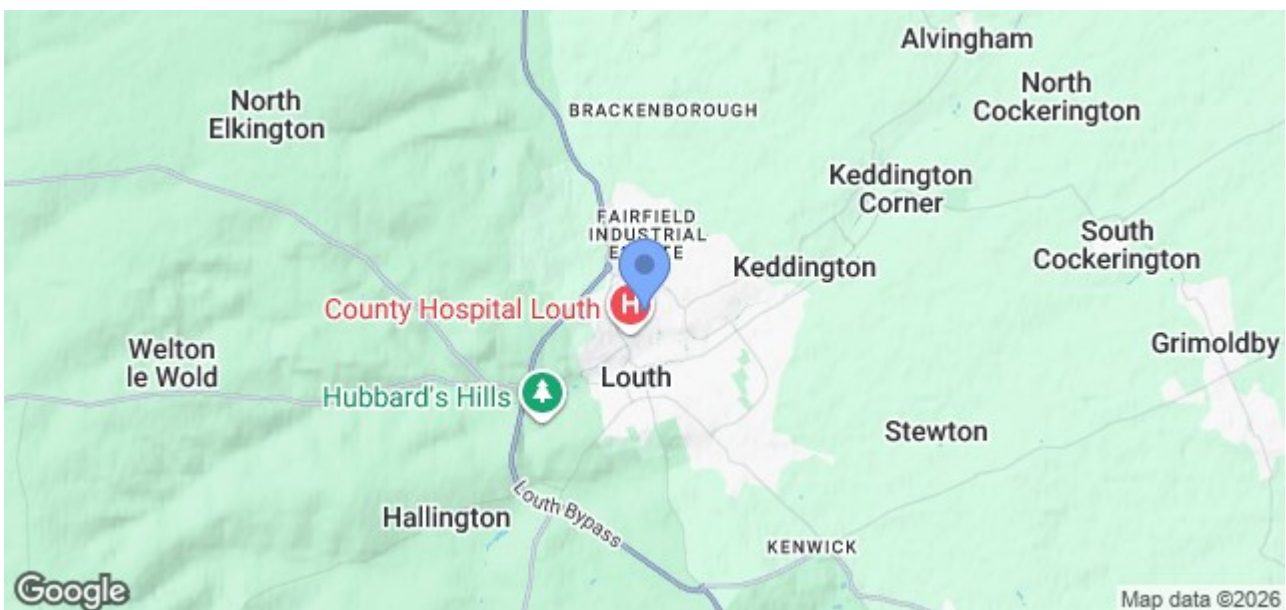 Alvingham
North
Elkington
BRACKENBOROUGH
North
Cockerington
Keddington
Corner
FAIRFIELD
INDUSTRIAL
South
Cockerington
Keddington
County Hospital Louth
H
Welton
le Wold
Grimoldby
Louth
Hubbard's Hills
Stewton
Louth Bypass
Hallington
KENWICK
Google
Map data ©2026